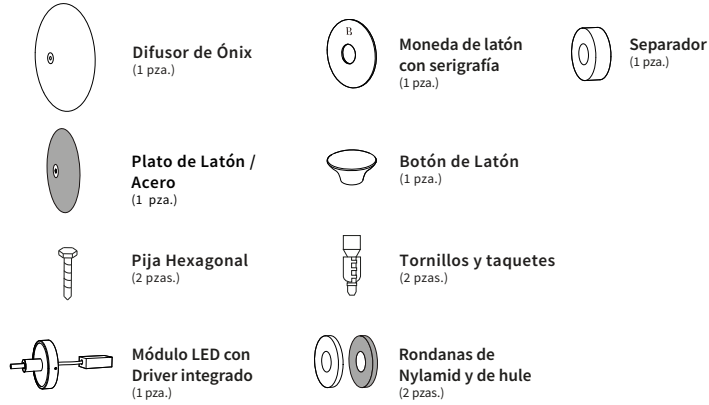 Difusor de Ónix
(1 pza.)
B
Moneda de latón
con serigrafía
(1 pza.)
Separador
(1 pza.)
Plato de Latón /
Acero
(1 pza.)
Botón de Latón
(1 pza.)
Pija Hexagonal
(2 pzas.)
Tornillos y taquetes
(2 pzas.)
Módulo LED con
Driver integrado
(1 pza.)
Rondanas de
Nylamid y de hule
(2 pzas.)